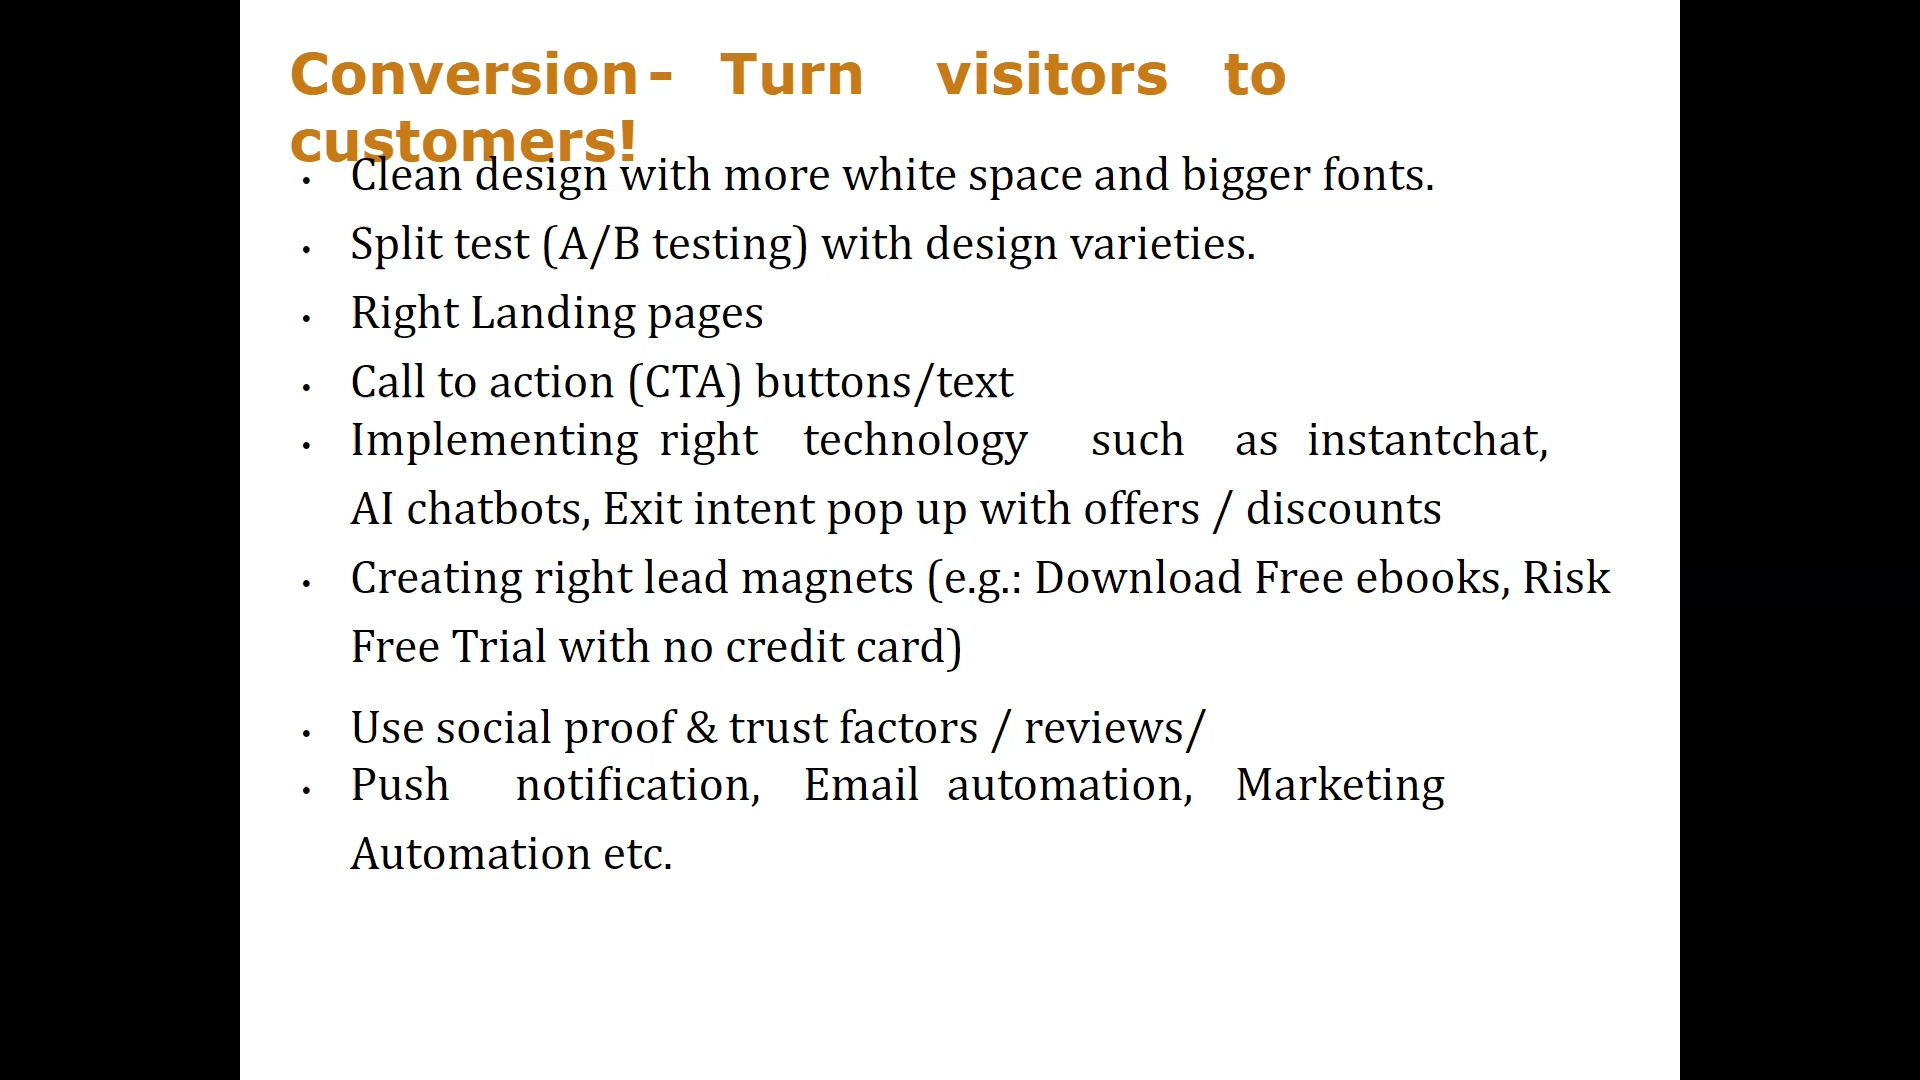 Conversion- Turn visitors to
customers!
• Clean design with more white space and bigger fonts.
• Split test (A/B testing) with design varieties.
• Right Landing pages
• Call to action (CTA) buttons/text
• Implementing right technology such as instantchat,
AI chatbots, Exit intent pop up with offers / discounts
• Creating right lead magnets (e.g.: Download Free ebooks, Risk
Free Trial with no credit card)
• Use social proof & trust factors / reviews/
• Push notification, Email automation, Marketing
Automation etc.